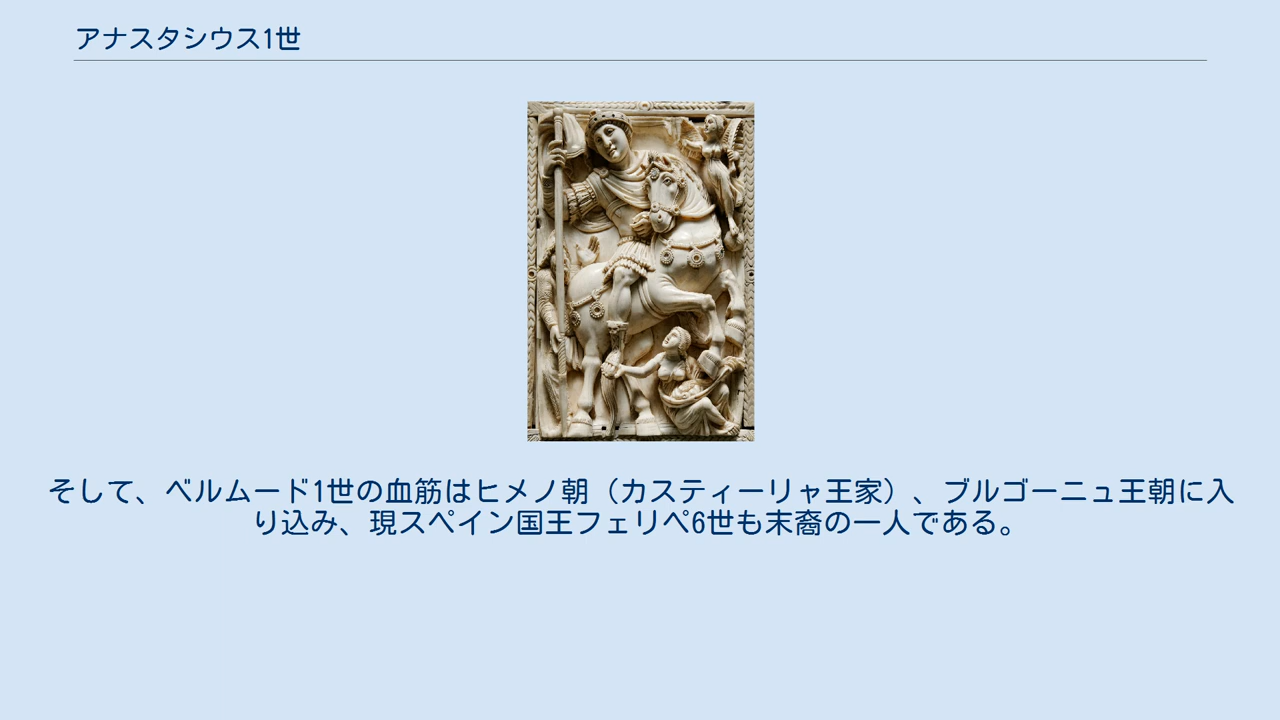 アナスタシウス1世
そして、ベルムード1世の血筋はヒメノ朝（カスティーリャ王家）、ブルゴーニュ王朝に入
り込み、現スペイン国王フェリペ6世も末裔の一人である。